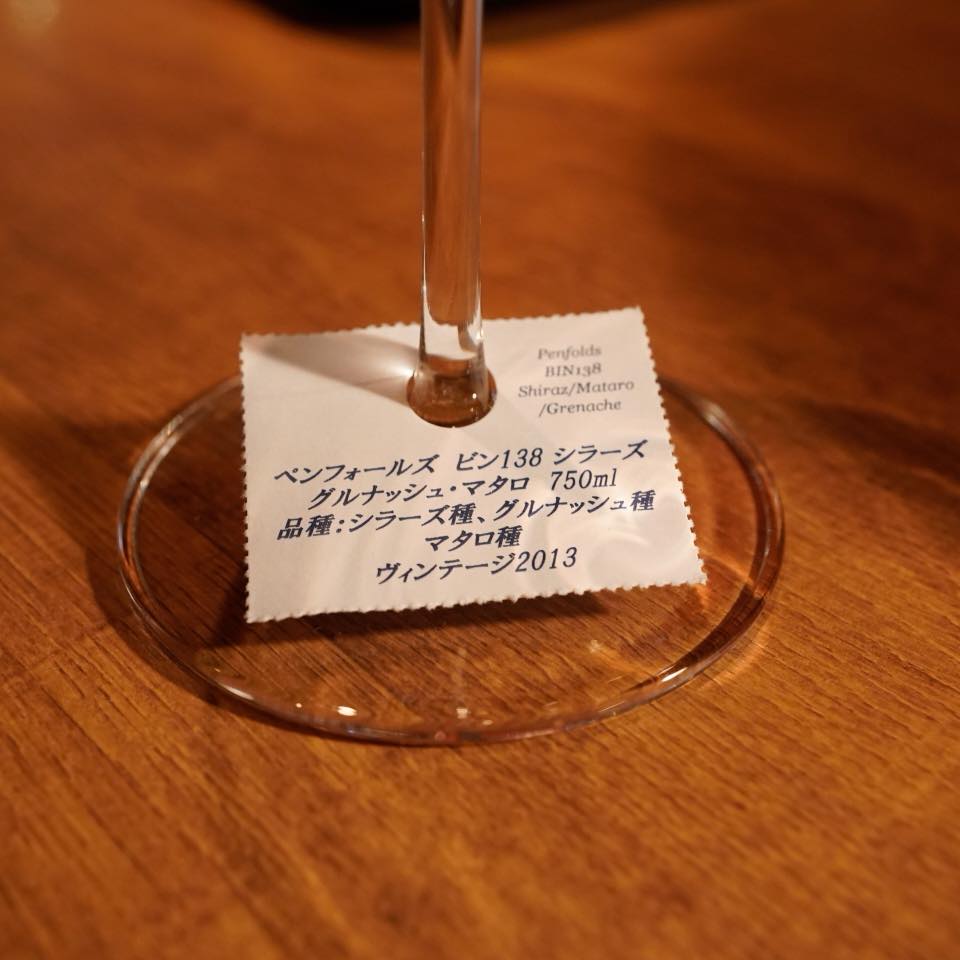 Penfolds
BIN138
Shiraz/Mataro
/Grenache
ペンフォールズ ビン138 シラーズ
グルナッシュ・マタロ 750ml
品種:シラーズ種、グルナッシュ種
マタロ種
ヴィンテージ2013